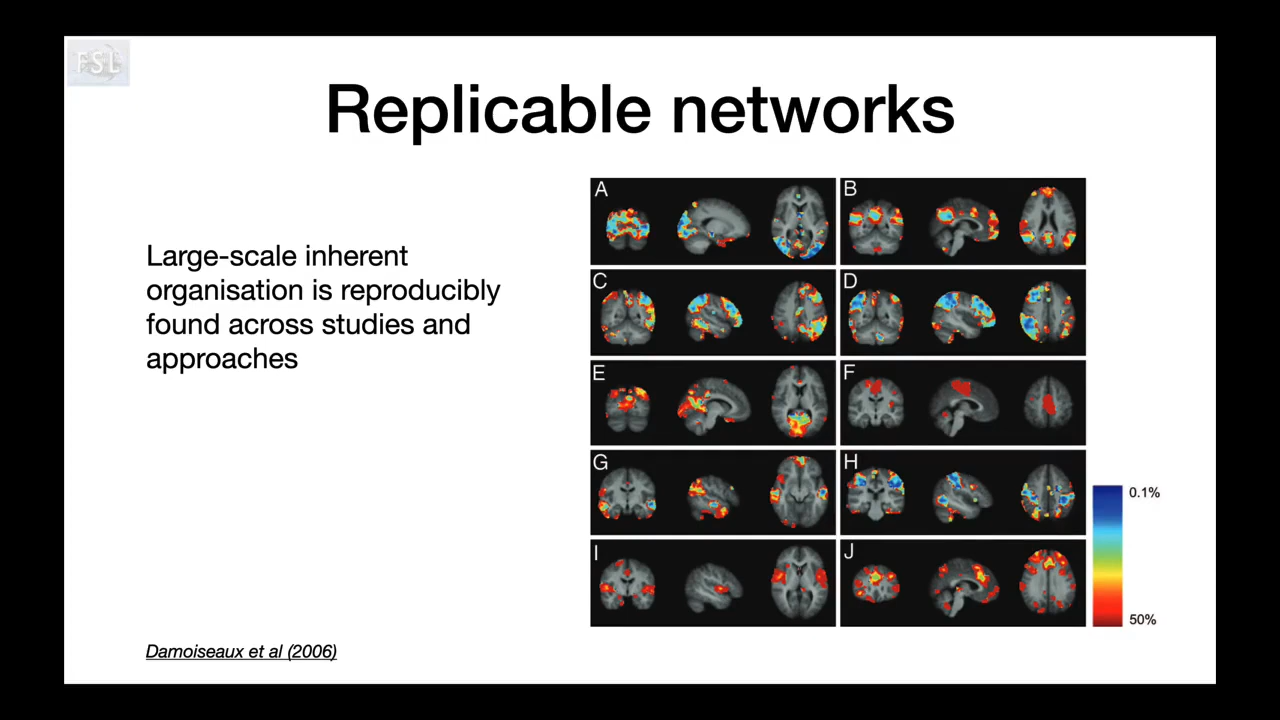 FSL
Replicable networks
Large-scale inherent
organisation is reproducibly
found across studies and
approaches
A
B
C
D
E
F
G
H
I
J
0.1%
50%
Damoiseaux et al (2006)